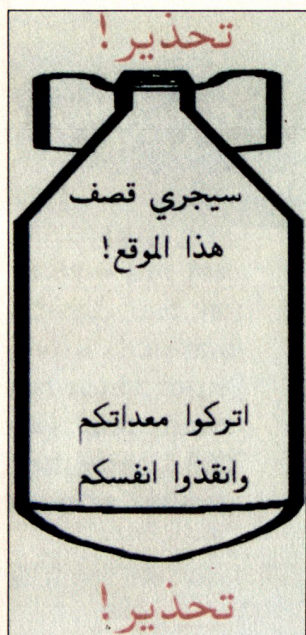 تحذير!
سيجري قصف
هذا الموقع!
اتركوا معداتكم
وانقذوا انفسكم
تحذير!